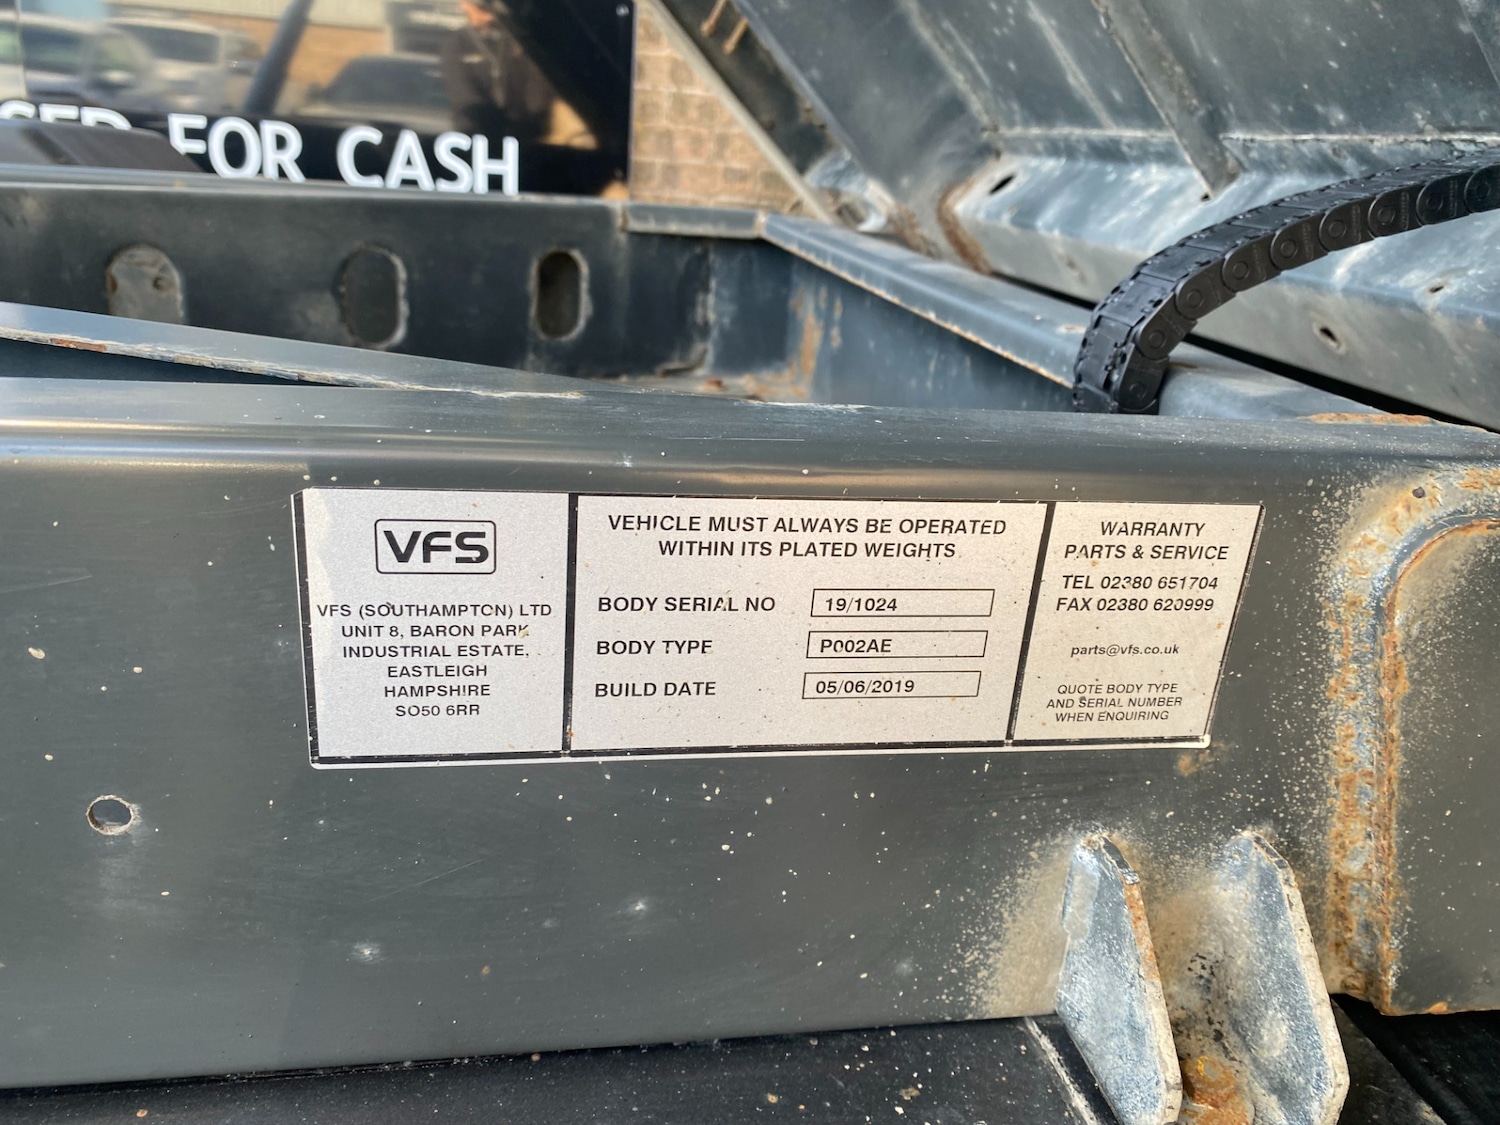 FOR CASH
VFS
VFS (SOUTHAMPTON) LTD
UNIT 8, BARON PARK
INDUSTRIAL ESTATE,
EASTLEIGH
HAMPSHIRE
SO50 6RR
VEHICLE MUST ALWAYS BE OPERATED
WITHIN ITS PLATED WEIGHTS
BODY SERIAL NO 19/1024
BODY TYPE P002AE
BUILD DATE 05/06/2019
WARRANTY
PARTS & SERVICE
TEL 02380 651704
FAX 02380 620999
parts@vfs.co.uk
QUOTE BODY TYPE
AND SERIAL NUMBER
WHEN ENQUIRING